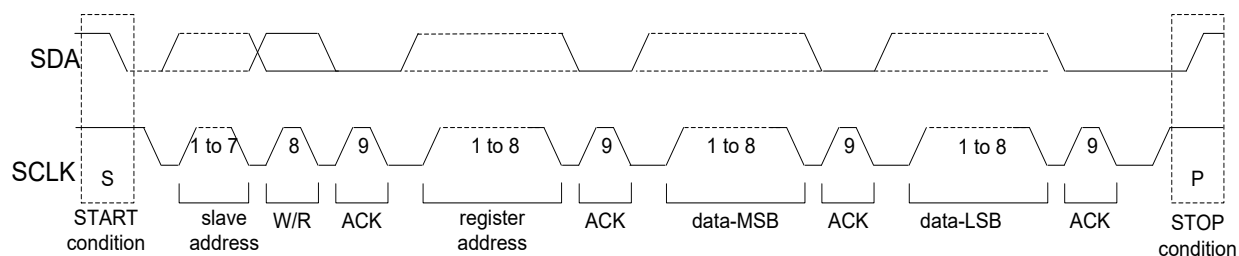 SDA
1 to 7
8
9
1 to 8
9
1 to 8
9
1 to 8
9
SCLK
S
P
START
condition
slave
address
W/R
ACK
register
address
ACK
data-MSB
ACK
data-LSB
ACK
STOP
condition